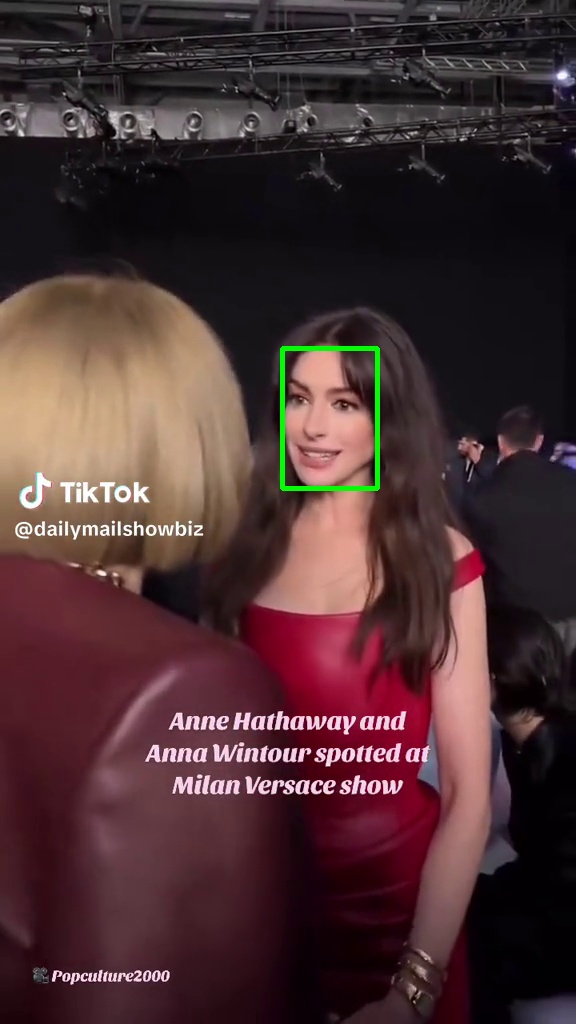 TikTok
@dailymailshowbiz
Anne Hathaway and
Anna Wintour spotted at
Milan Versace show
Popculture2000